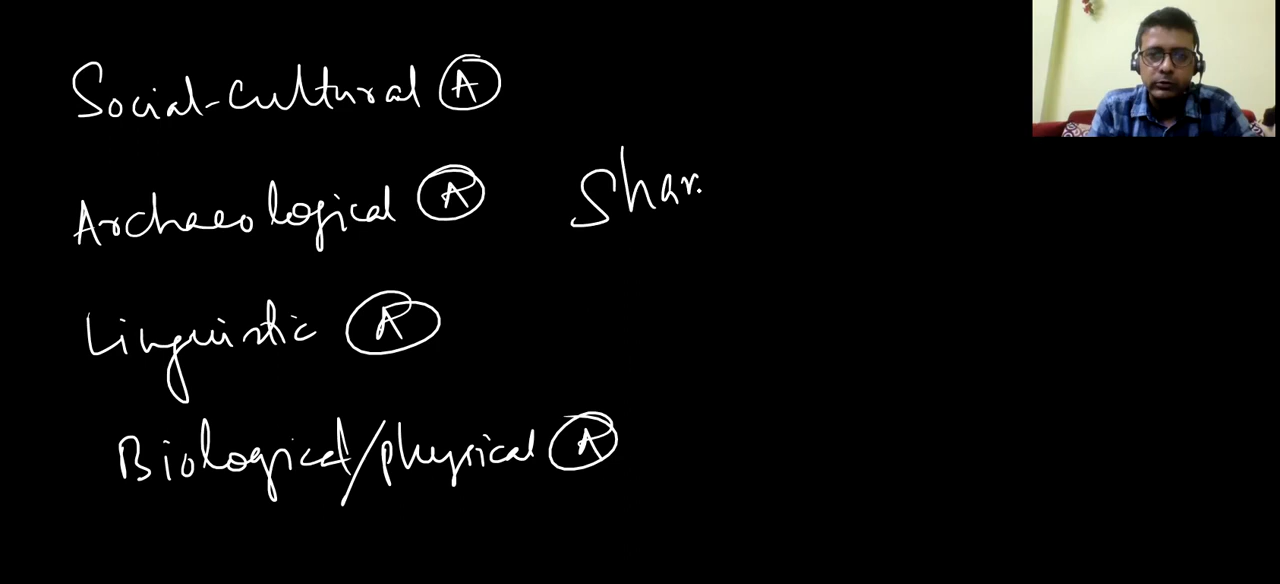 Social-Cultural A
Archaeological A Shar
Linguistic A
Biological/physical A